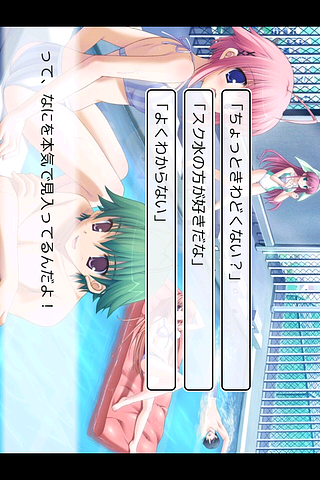 「ちょっときわどくない？」
「スク水の方が好きだな」
「よくわからない」
って、なにを本気で見入ってるんだよ！